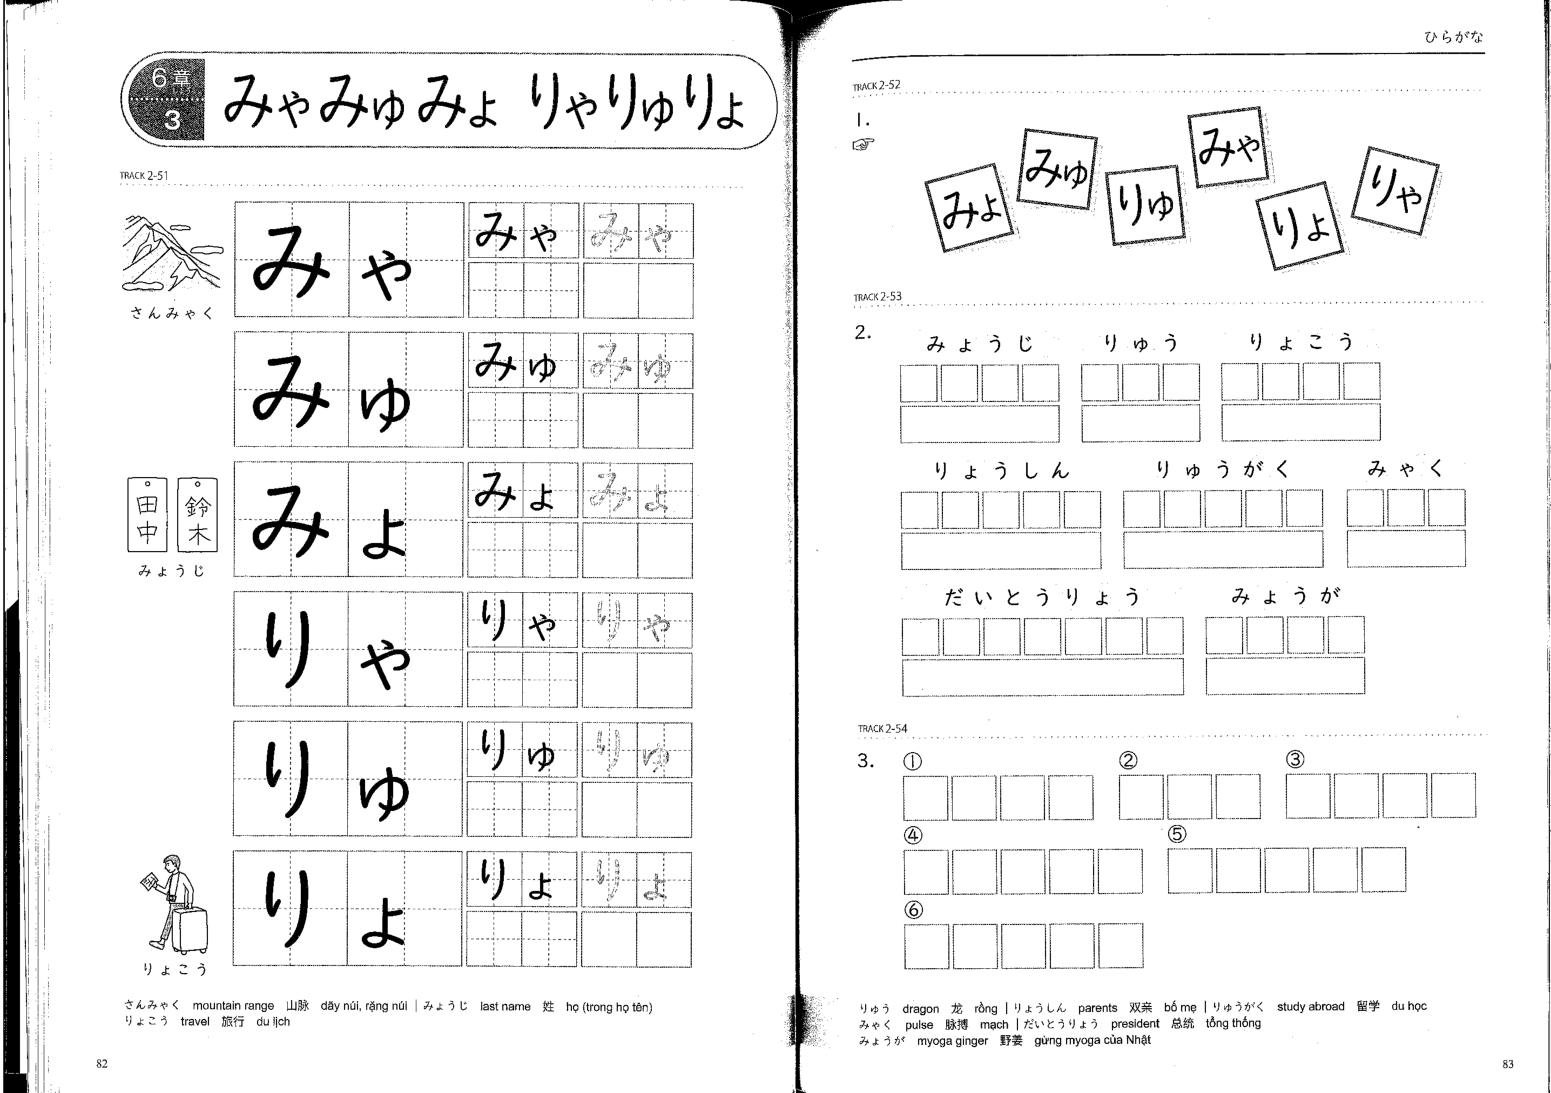 6章
3
みゃ みゅ みょ りゃ りゅ りょ
TRACK 2-51
みゃ みゃ みゃ
さんみゃく
みゅ みゅ みゅ
みょ みょ みょ
田中 鈴木
みょうじ
りゃ りゃ りゃ
りゅ りゅ りゅ
りょ りょ りょ
りょこう
さんみゃく mountain range 山脉 dãy núi, rặng núi | みょうじ last name 姓 họ (trong họ tên)
りょこう travel 旅行 du lịch
82
ひらがな
TRACK 2-52
1.
みょ みゅ りゅ みゃ りょ りゃ
TRACK 2-53
2.
みょうじ りゅう りょこう
りょうしん りゅうがく みゃく
だいとうりょう みょうが
TRACK 2-54
3. ① ② ③
④ ⑤
⑥
りゅう dragon 龙 rồng | りょうしん parents 双亲 bố mẹ | りゅうがく study abroad 留学 du học
みゃく pulse 脉搏 mạch | だいとうりょう president 总统 tổng thống
みょうが myoga ginger 野姜 gừng myoga của Nhật
83